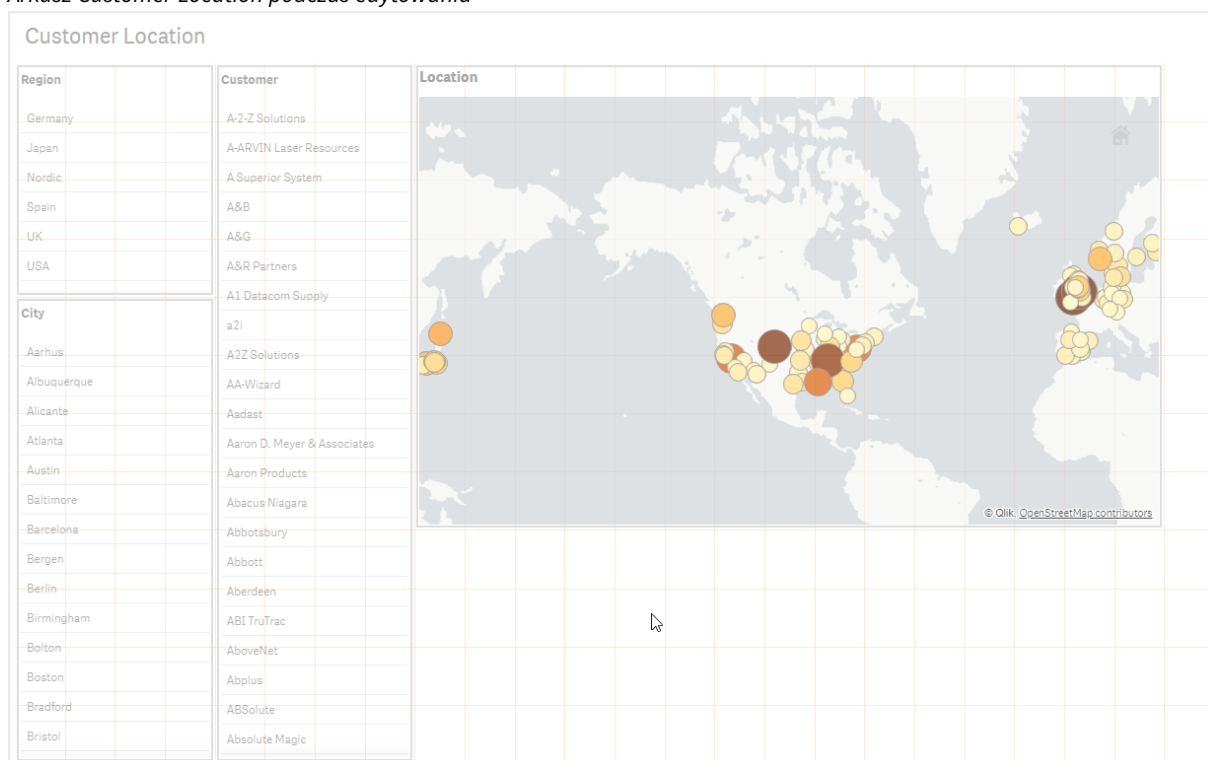 Arkusz Customer Location podczas edytowania
Customer Location
Region
Germany
Japan
Nordic
Spain
UK
USA
City
Aarhus
Albuquerque
Alicante
Atlanta
Austin
Baltimore
Barcelona
Bergen
Berlin
Birmingham
Bolton
Boston
Bradford
Bristol
Customer
A-2-Z Solutions
A-ARVIN Laser Resources
A Superior System
A&B
A&G
A&R Partners
A1 Datacom Supply
a2i
A2Z Solutions
AA-Wizard
Aadast
Aaron D. Meyer & Associates
Aaron Products
Abacus Niagara
Abbotsbury
Abbott
Aberdeen
ABI TruTrac
AboveNet
Abplus
ABSolute
Absolute Magic
Location
© Qlik, OpenStreetMap contributors